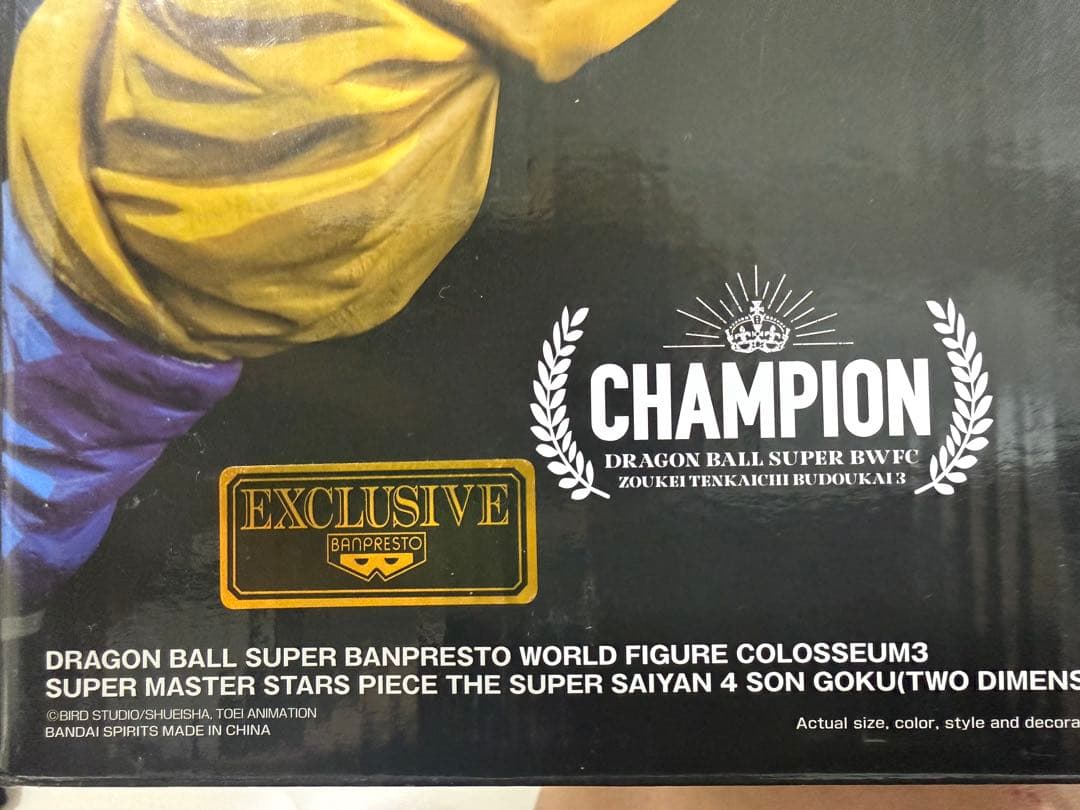 CHAMPION
DRAGON BALL SUPER BWFC
ZOUKEI TENKAICHI BUDOUKAI 3
EXCLUSIVE
BANPRESTO
DRAGON BALL SUPER BANPRESTO WORLD FIGURE COLOSSEUM3
SUPER MASTER STARS PIECE THE SUPER SAIYAN 4 SON GOKU(TWO DIMENS
©BIRD STUDIO/SHUEISHA, TOEI ANIMATION
BANDAI SPIRITS MADE IN CHINA
Actual size, color, style and decora